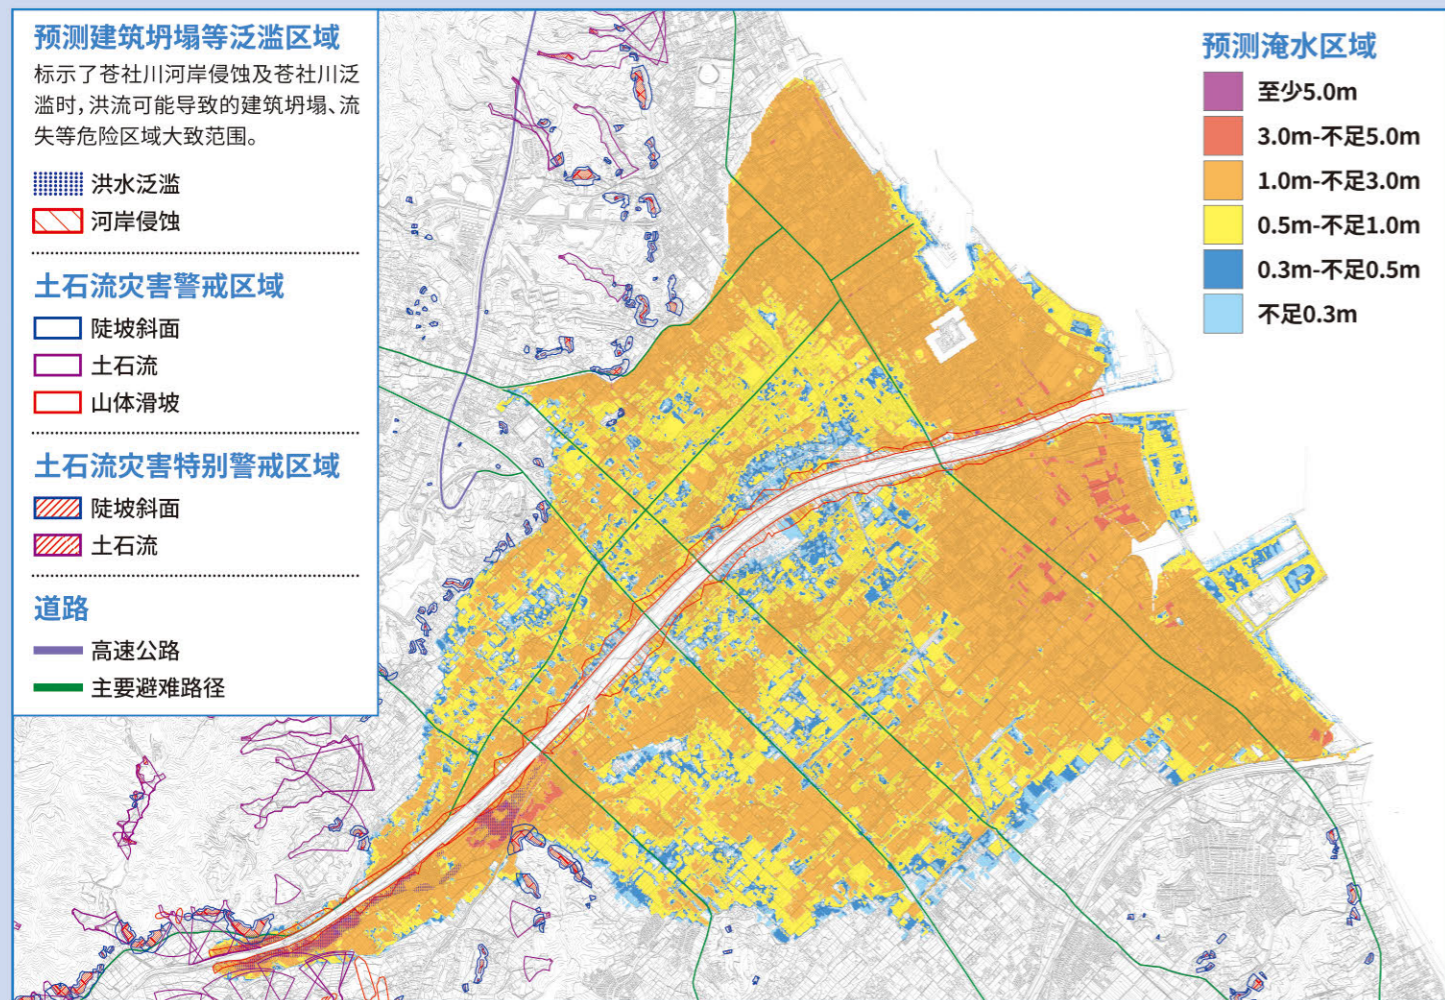 预测建筑坍塌等泛滥区域
标示了苍社川河岸侵蚀及苍社川泛
滥时，洪流可能导致的建筑坍塌、流
失等危险区域大致范围。
洪水泛滥
河岸侵蚀
土石流灾害警戒区域
陡坡斜面
土石流
山体滑坡
土石流灾害特别警戒区域
陡坡斜面
土石流
道路
高速公路
主要避难路径
预测淹水区域
至少5.0m
3.0m-不足5.0m
1.0m-不足3.0m
0.5m-不足1.0m
0.3m-不足0.5m
不足0.3m